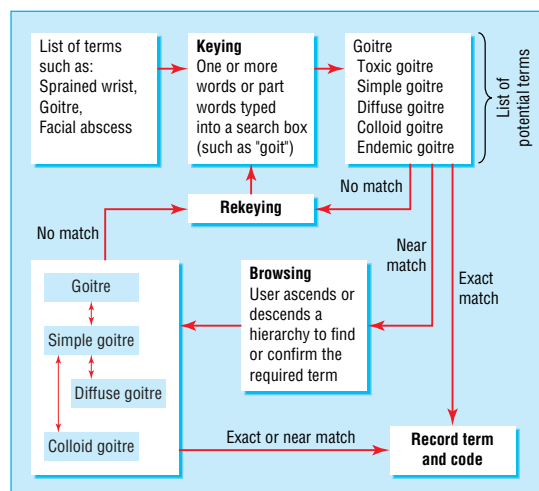 List of terms
such as:
Sprained wrist,
Goitre,
Facial abscess
Keying
One or more
words or part
words typed
into a search box
(such as "goit")
Goitre
Toxic goitre
Simple goitre
Diffuse goitre
Colloid goitre
Endemic goitre
List of
potential terms
No match
Rekeying
No match
Near
match
Exact
match
Browsing
User ascends or
descends a
hierarchy to find
or confirm the
required term
Goitre
Simple goitre
Diffuse goitre
Colloid goitre
Exact or near match
Record term
and code